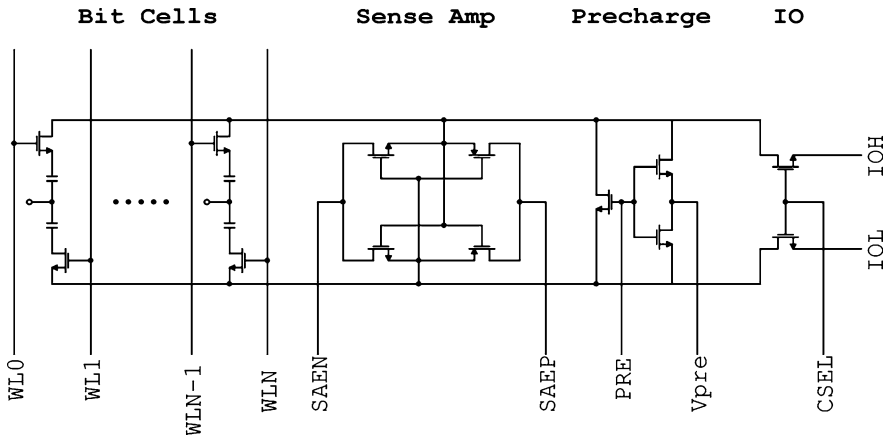 Bit Cells Sense Amp Precharge IO
IOH
IOL
WL0
WL1
WLN-1
WLN
SAEN
SAEP
PRE
Vpre
CSEL